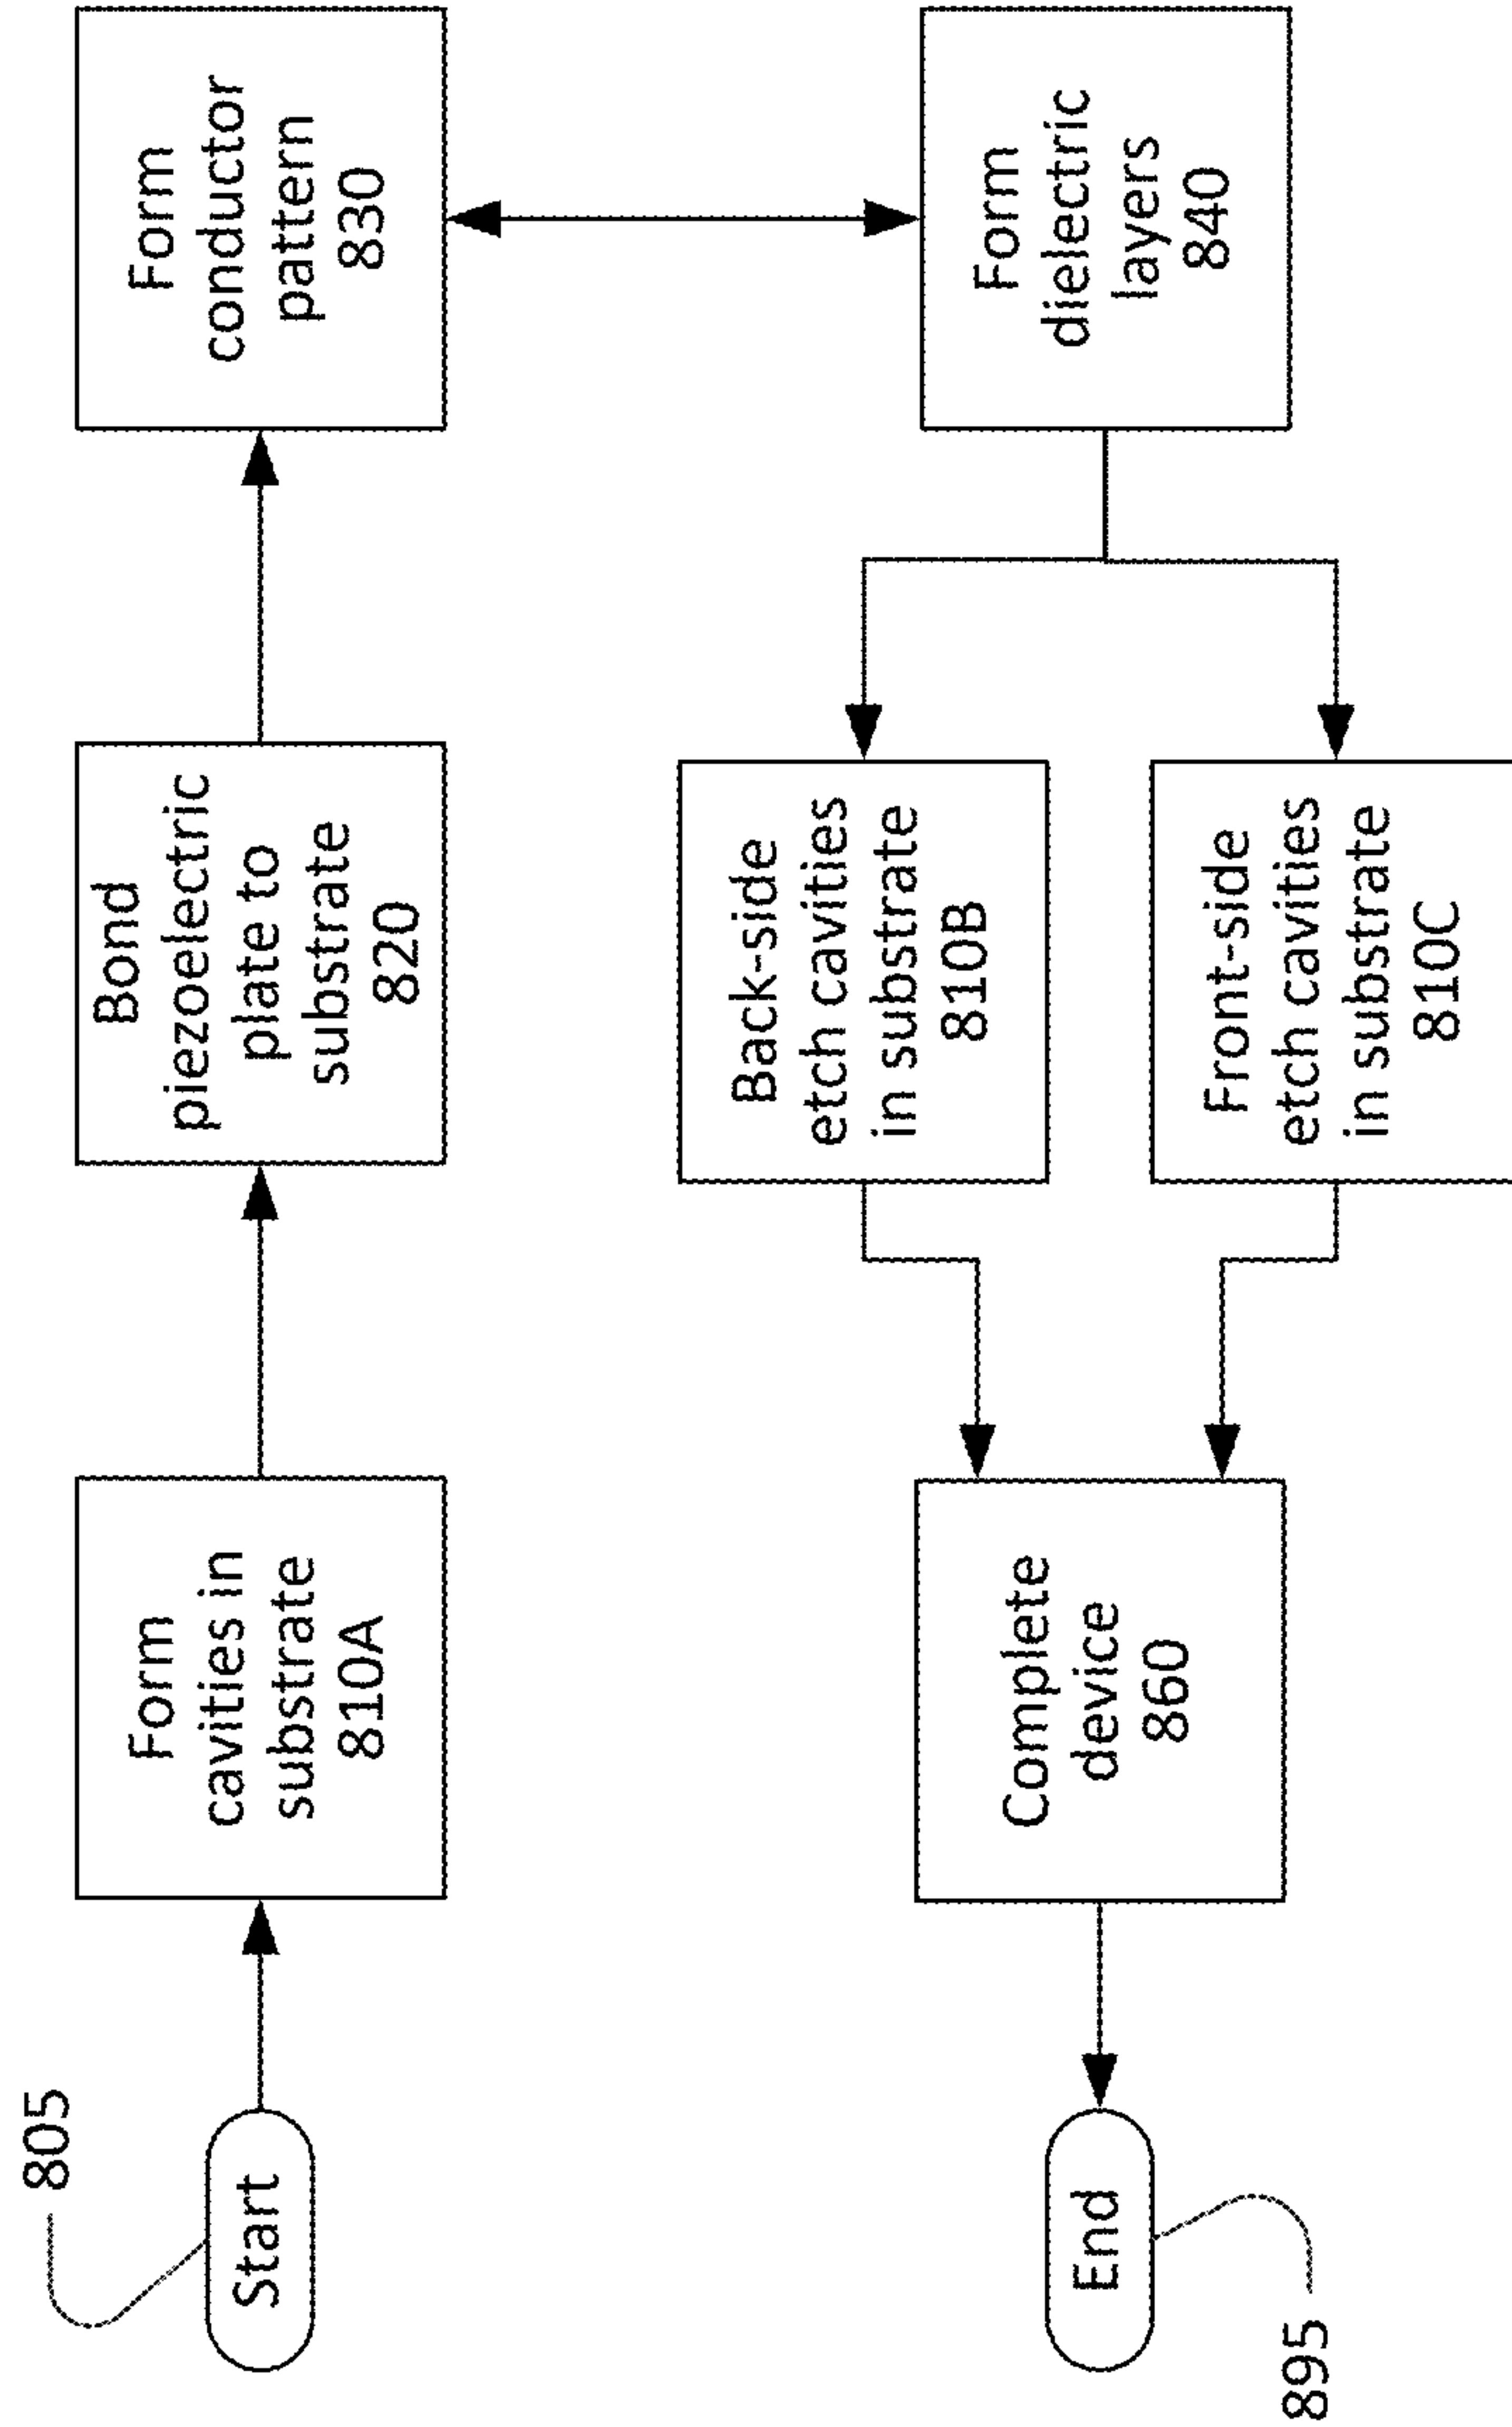 805
Start
Form
cavities in
substrate
810A
Bond
piezoelectric
plate to
substrate
820
Form
conductor
pattern
830
Form
dielectric
layers
840
Back-side
etch cavities
in substrate
810B
Front-side
etch cavities
in substrate
810C
Complete
device
860
End
895